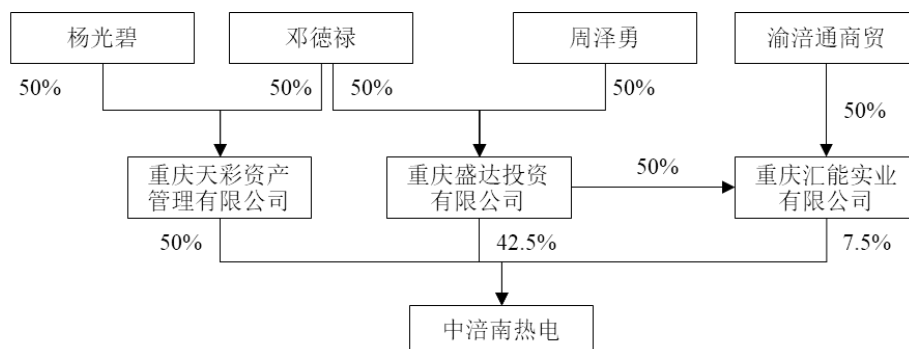 杨光碧
邓德禄
周泽勇
渝涪通商贸
50%
50%
50%
50%
50%
重庆天彩资产
管理有限公司
重庆盛达投资
有限公司
50%
重庆汇能实业
有限公司
50%
42.5%
7.5%
中涪南热电